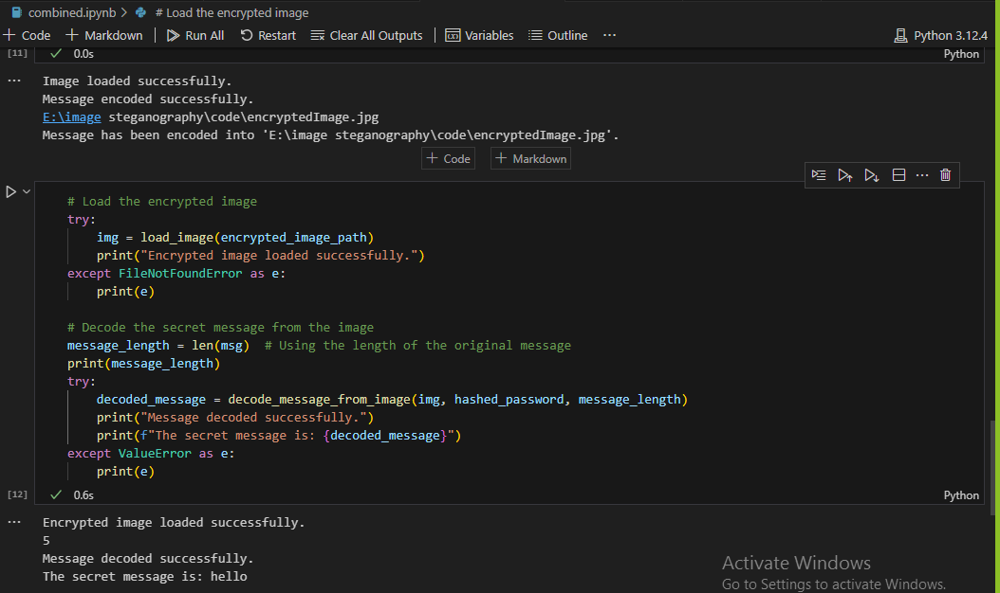 combined.ipynb > # Load the encrypted image
+ Code + Markdown | Run All Restart Clear All Outputs | Variables Outline ... Python 3.12.4
[11] ✓ 0.0s Python
... Image loaded successfully.
Message encoded successfully.
E:\image steganography\code\encryptedImage.jpg
Message has been encoded into 'E:\image steganography\code\encryptedImage.jpg'.
+ Code + Markdown
...
# Load the encrypted image
try:
    img = load_image(encrypted_image_path)
    print("Encrypted image loaded successfully.")
except FileNotFoundError as e:
    print(e)

# Decode the secret message from the image
message_length = len(msg)  # Using the length of the original message
print(message_length)
try:
    decoded_message = decode_message_from_image(img, hashed_password, message_length)
    print("Message decoded successfully.")
    print(f"The secret message is: {decoded_message}")
except ValueError as e:
    print(e)
[12] ✓ 0.6s Python
... Encrypted image loaded successfully.
5
Message decoded successfully.
The secret message is: hello
Activate Windows
Go to Settings to activate Windows.